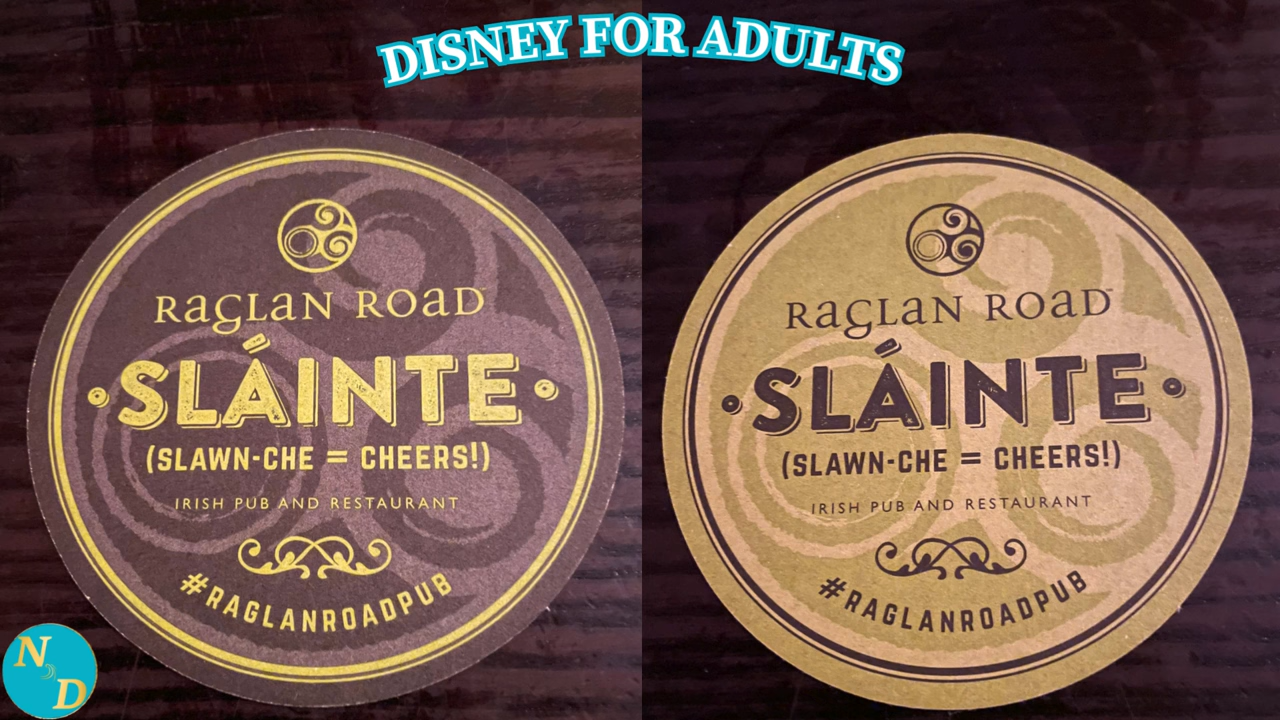 DISNEY FOR ADULTS
RAGLAN ROAD
SLÁINTE
(SLAWN-CHE = CHEERS!)
IRISH PUB AND RESTAURANT
#RAGLANROADPUB
RAGLAN ROAD
SLÁINTE
(SLAWN-CHE = CHEERS!)
IRISH PUB AND RESTAURANT
#RAGLANROADPUB
N D